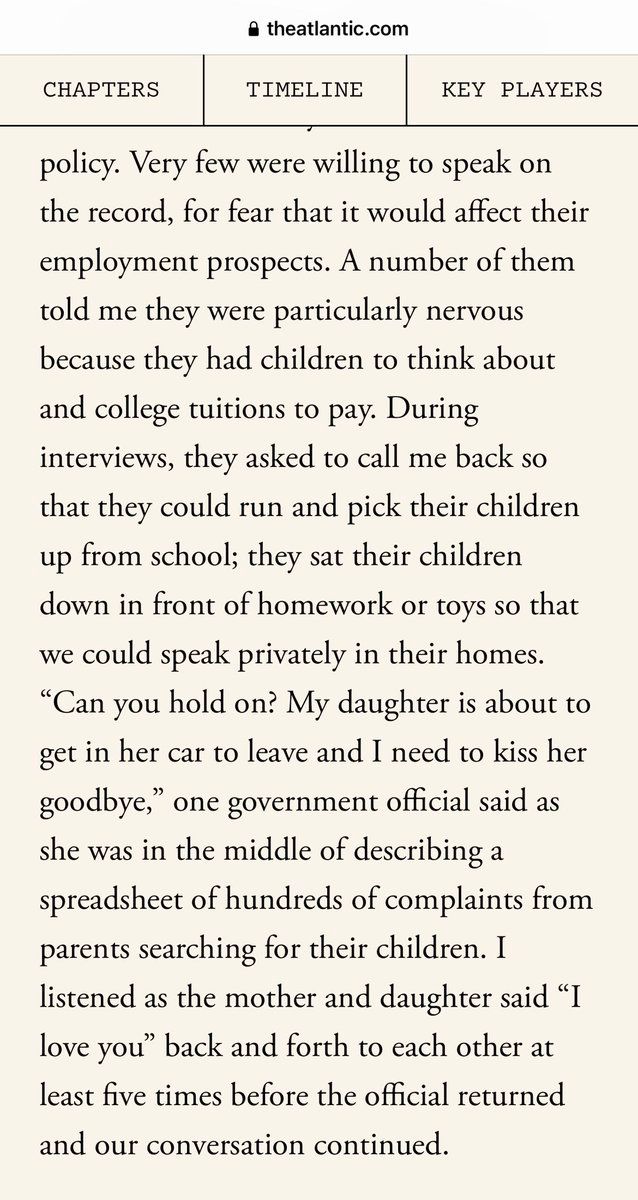 theatlantic.com
CHAPTERS
TIMELINE
KEY PLAYERS
policy. Very few were willing to speak on
the record, for fear that it would affect their
employment prospects. A number of them
told me they were particularly nervous
because they had children to think about
and college tuitions to pay. During
interviews, they asked to call me back so
that they could run and pick their children
up from school; they sat their children
down in front of homework or toys so that
we could speak privately in their homes.
“Can you hold on? My daughter is about to
get in her car to leave and I need to kiss her
goodbye,” one government official said as
she was in the middle of describing a
spreadsheet of hundreds of complaints from
parents searching for their children. I
listened as the mother and daughter said “I
love you” back and forth to each other at
least five times before the official returned
and our conversation continued.